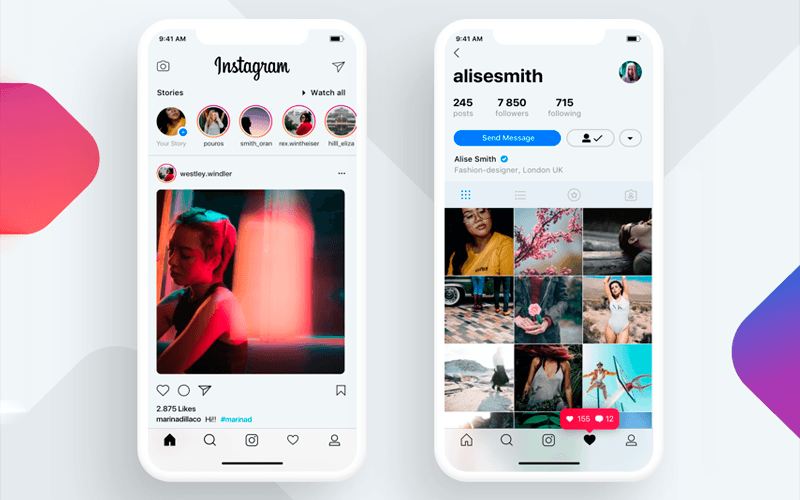 9:41 AM
Instagram
Stories
Watch all
Your Story
pouros
smith_oran
rex.wintheiser
hilll_eliza
westley.windler
2.875 Likes
marinadillaco Hi!! #marinad
9:41 AM
alisesmith
245 7 850 715
posts followers following
Send Message
Alise Smith
Fashion-designer, London UK
155 12